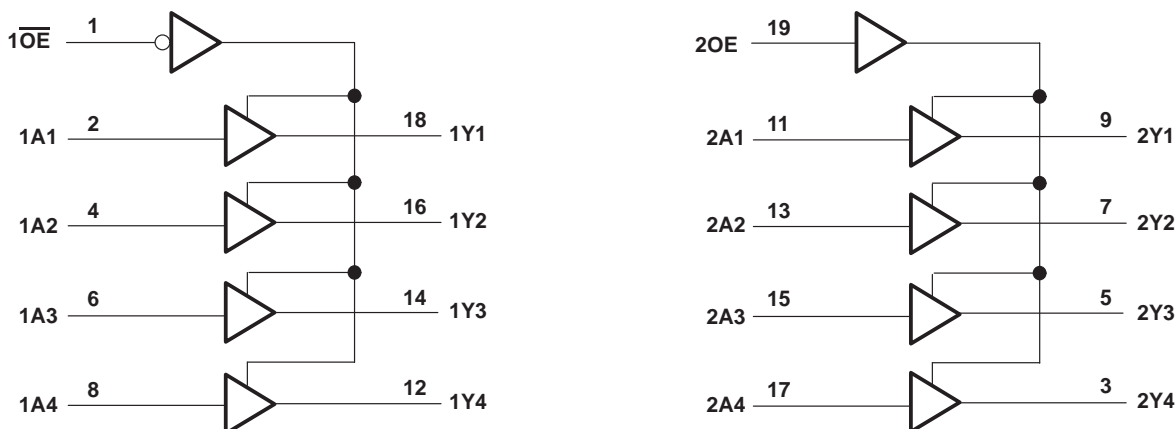 1O̅E̅ 1
1A1 2 18 1Y1
1A2 4 16 1Y2
1A3 6 14 1Y3
1A4 8 12 1Y4
2OE 19
2A1 11 9 2Y1
2A2 13 7 2Y2
2A3 15 5 2Y3
2A4 17 3 2Y4